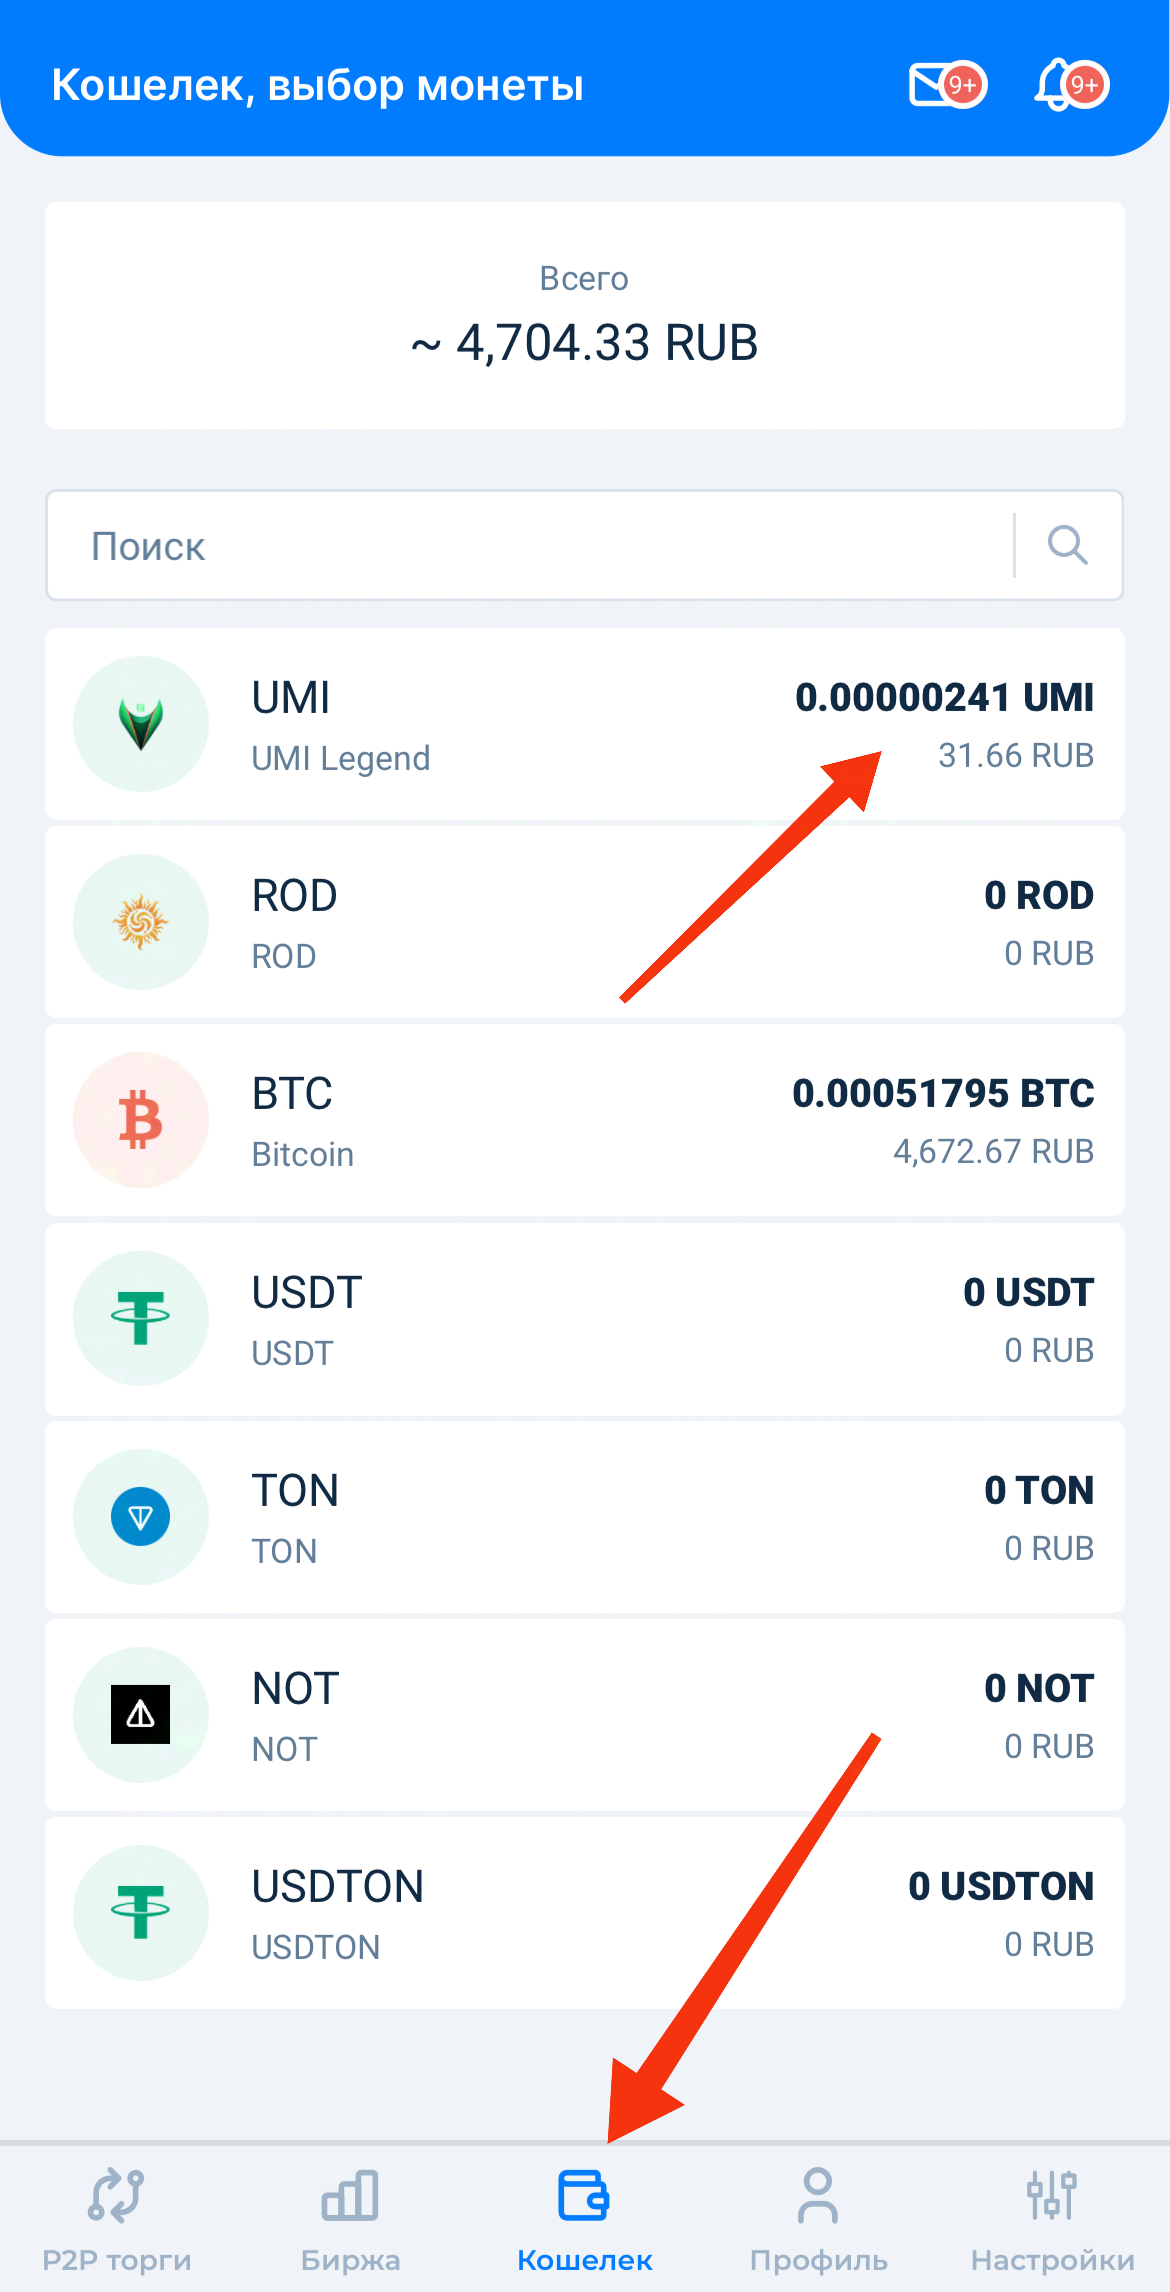 Кошелек, выбор монеты
9+
9+
Всего
~ 4,704.33 RUB
Поиск
UMI
0.00000241 UMI
UMI Legend
31.66 RUB
ROD
0 ROD
ROD
0 RUB
BTC
0.00051795 BTC
Bitcoin
4,672.67 RUB
USDT
0 USDT
USDT
0 RUB
TON
0 TON
TON
0 RUB
NOT
0 NOT
NOT
0 RUB
USDTON
0 USDTON
USDTON
0 RUB
P2P торги
Биржа
Кошелек
Профиль
Настройки